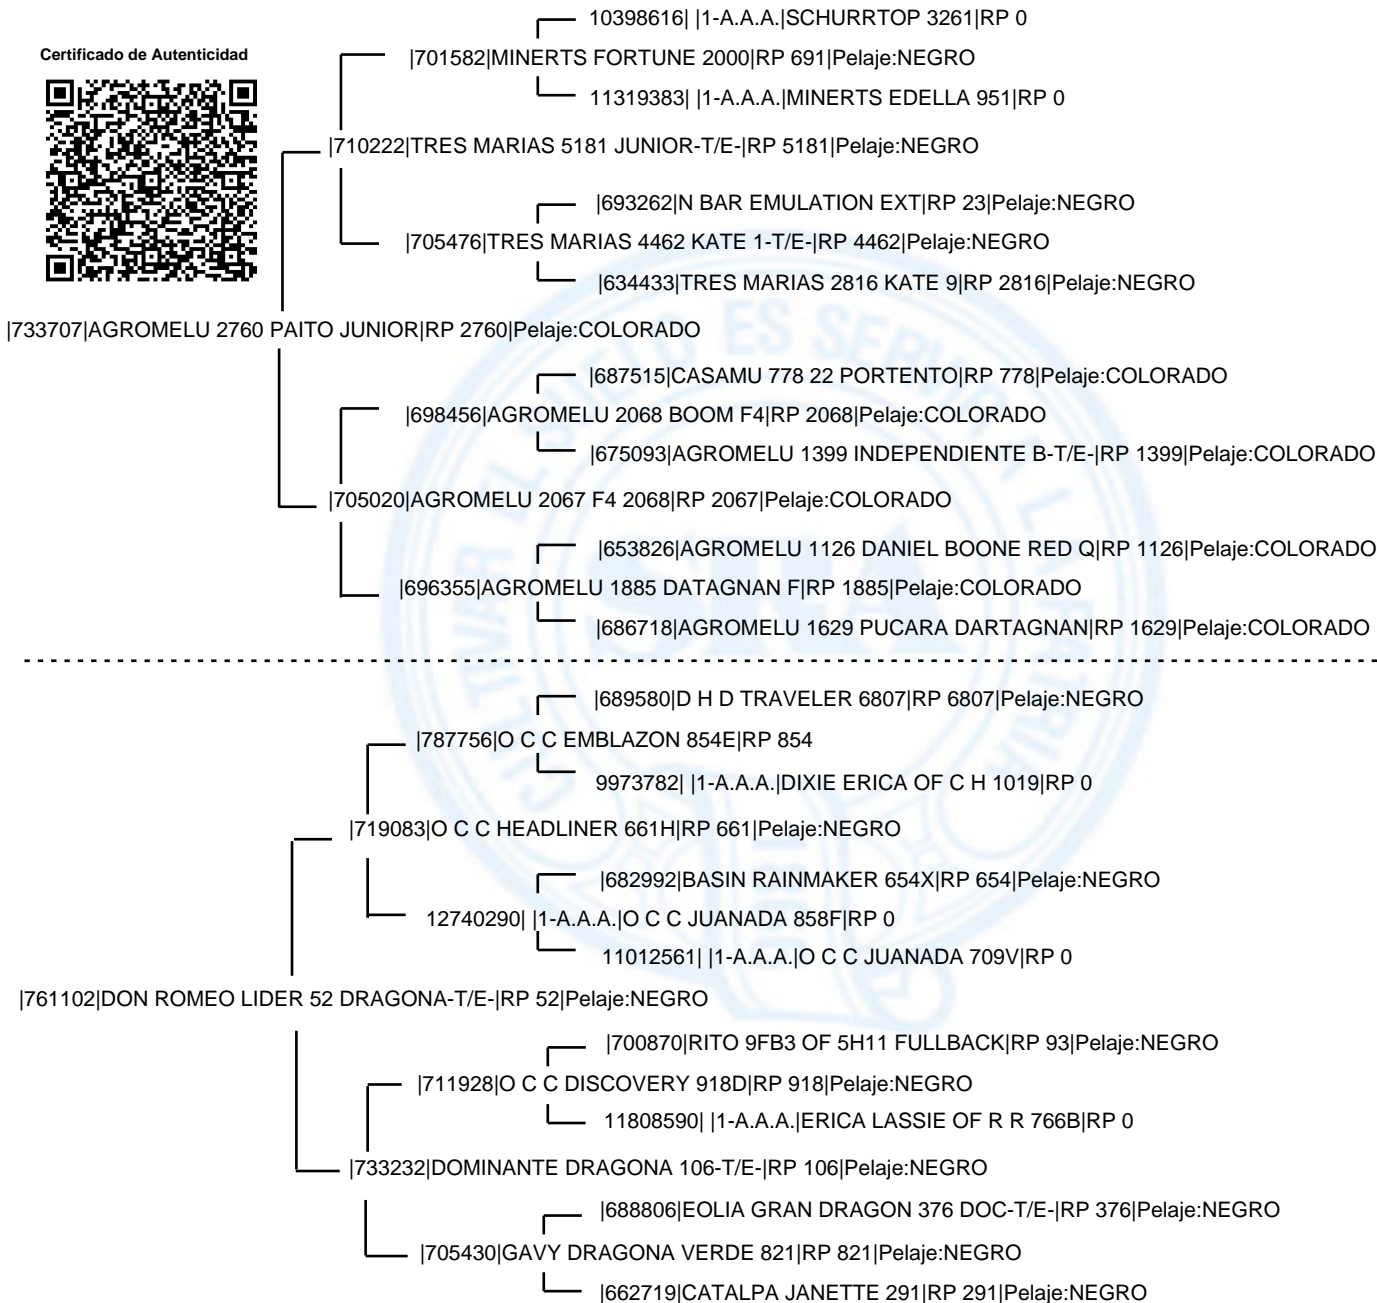 10398616| |1-A.A.A.|SCHURRTOP 3261|RP 0
Certificado de Autenticidad
|701582|MINERTS FORTUNE 2000|RP 691|Pelaje:NEGRO
11319383| |1-A.A.A.|MINERTS EDELLA 951|RP 0
|710222|TRES MARIAS 5181 JUNIOR-T/E-|RP 5181|Pelaje:NEGRO
|693262|N BAR EMULATION EXT|RP 23|Pelaje:NEGRO
|705476|TRES MARIAS 4462 KATE 1-T/E-|RP 4462|Pelaje:NEGRO
|634433|TRES MARIAS 2816 KATE 9|RP 2816|Pelaje:NEGRO
|733707|AGROMELU 2760 PAITO JUNIOR|RP 2760|Pelaje:COLORADO
|687515|CASAMU 778 22 PORTENTO|RP 778|Pelaje:COLORADO
|698456|AGROMELU 2068 BOOM F4|RP 2068|Pelaje:COLORADO
|675093|AGROMELU 1399 INDEPENDIENTE B-T/E-|RP 1399|Pelaje:COLORADO
|705020|AGROMELU 2067 F4 2068|RP 2067|Pelaje:COLORADO
|653826|AGROMELU 1126 DANIEL BOONE RED Q|RP 1126|Pelaje:COLORADO
|696355|AGROMELU 1885 DATAGNAN F|RP 1885|Pelaje:COLORADO
|686718|AGROMELU 1629 PUCARA DARTAGNAN|RP 1629|Pelaje:COLORADO
|689580|D H D TRAVELER 6807|RP 6807|Pelaje:NEGRO
|787756|O C C EMBLAZON 854E|RP 854
9973782| |1-A.A.A.|DIXIE ERICA OF C H 1019|RP 0
|719083|O C C HEADLINER 661H|RP 661|Pelaje:NEGRO
|682992|BASIN RAINMAKER 654X|RP 654|Pelaje:NEGRO
12740290| |1-A.A.A.|O C C JUANADA 858F|RP 0
11012561| |1-A.A.A.|O C C JUANADA 709V|RP 0
|761102|DON ROMEO LIDER 52 DRAGONA-T/E-|RP 52|Pelaje:NEGRO
|700870|RITO 9FB3 OF 5H11 FULLBACK|RP 93|Pelaje:NEGRO
|711928|O C C DISCOVERY 918D|RP 918|Pelaje:NEGRO
11808590| |1-A.A.A.|ERICA LASSIE OF R R 766B|RP 0
|733232|DOMINANTE DRAGONA 106-T/E-|RP 106|Pelaje:NEGRO
|688806|EOLIA GRAN DRAGON 376 DOC-T/E-|RP 376|Pelaje:NEGRO
|705430|GAVY DRAGONA VERDE 821|RP 821|Pelaje:NEGRO
|662719|CATALPA JANETTE 291|RP 291|Pelaje:NEGRO
CULTIVAR EL SUELO ES SERVIR A LA PATRIA
SRA